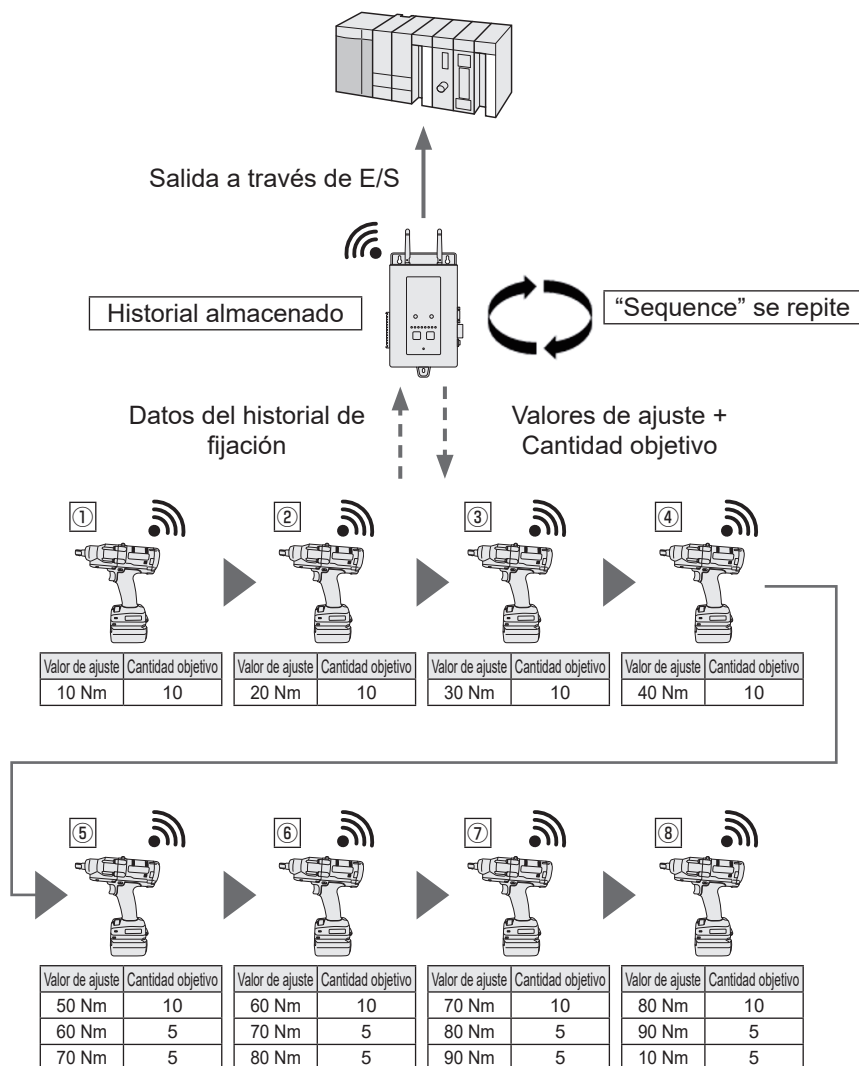 Salida a través de E/S
Historial almacenado
“Sequence” se repite
Datos del historial de
fijación
Valores de ajuste +
Cantidad objetivo
① ② ③ ④
Valor de ajuste Cantidad objetivo Valor de ajuste Cantidad objetivo Valor de ajuste Cantidad objetivo Valor de ajuste Cantidad objetivo
10 Nm 10 20 Nm 10 30 Nm 10 40 Nm 10
⑤ ⑥ ⑦ ⑧
Valor de ajuste Cantidad objetivo Valor de ajuste Cantidad objetivo Valor de ajuste Cantidad objetivo Valor de ajuste Cantidad objetivo
50 Nm 10 60 Nm 10 70 Nm 10 80 Nm 10
60 Nm 5 70 Nm 5 80 Nm 5 90 Nm 5
70 Nm 5 80 Nm 5 90 Nm 5 10 Nm 5